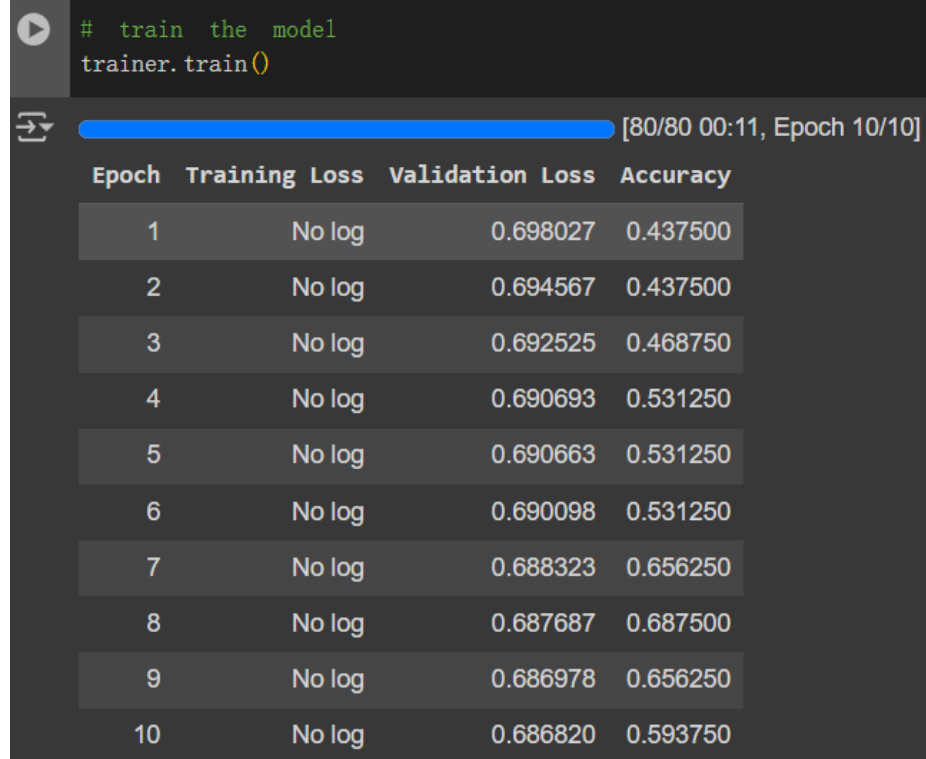 # train the model
trainer.train()
[80/80 00:11, Epoch 10/10]
Epoch Training Loss Validation Loss Accuracy
1 No log 0.698027 0.437500
2 No log 0.694567 0.437500
3 No log 0.692525 0.468750
4 No log 0.690693 0.531250
5 No log 0.690663 0.531250
6 No log 0.690098 0.531250
7 No log 0.688323 0.656250
8 No log 0.687687 0.687500
9 No log 0.686978 0.656250
10 No log 0.686820 0.593750